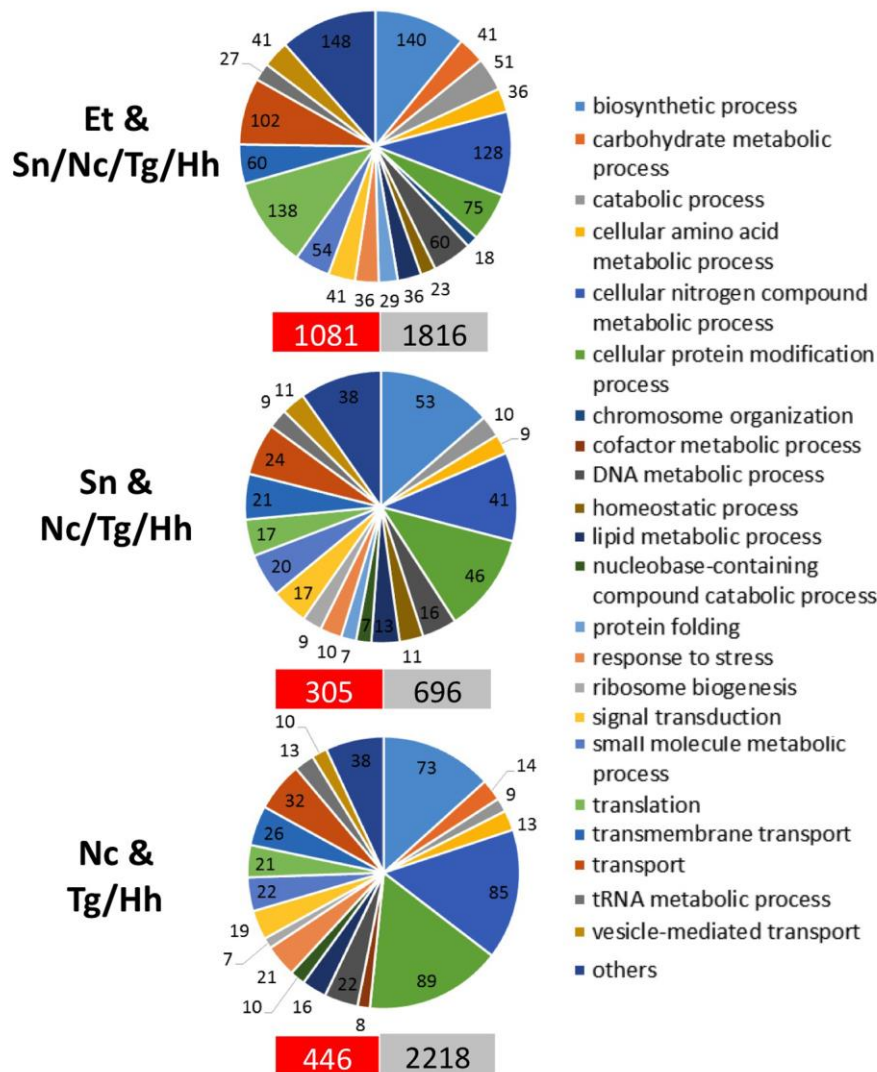 41
148
140
41
27
51
36
102
Et &
Sn/Nc/Tg/Hh
60
128
138
75
54
60
18
41
36
29
36
23
1081
1816
11
9
38
53
10
9
24
Sn &
Nc/Tg/Hh
21
41
17
20
46
17
16
9
10
7
7
13
11
305
696
10
13
38
73
14
9
32
13
Nc &
Tg/Hh
26
21
85
22
19
7
21
22
89
10
16
8
446
2218
biosynthetic process
carbohydrate metabolic
process
catabolic process
cellular amino acid
metabolic process
cellular nitrogen compound
metabolic process
cellular protein modification
process
chromosome organization
cofactor metabolic process
DNA metabolic process
homeostatic process
lipid metabolic process
nucleobase-containing
compound catabolic process
protein folding
response to stress
ribosome biogenesis
signal transduction
small molecule metabolic
process
translation
transmembrane transport
transport
tRNA metabolic process
vesicle-mediated transport
others